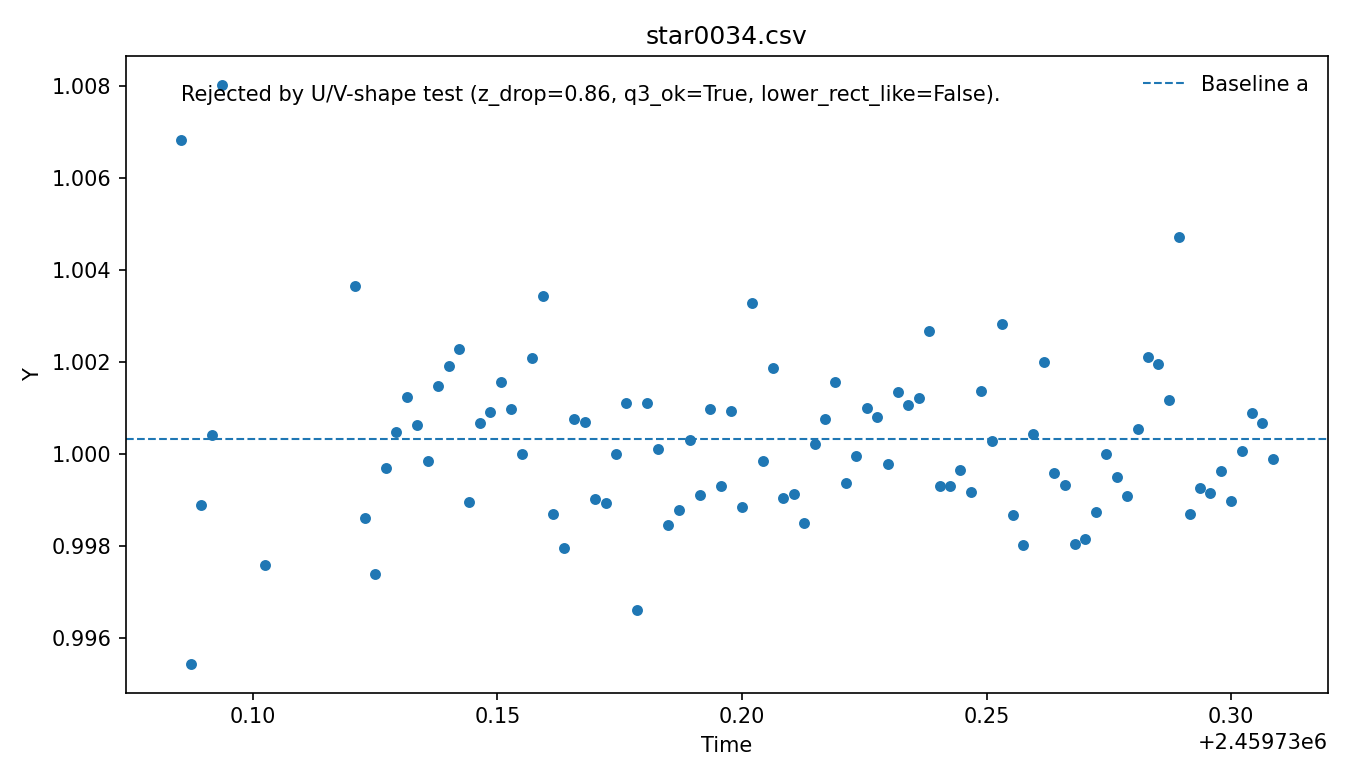 star0034.csv
Rejected by U/V-shape test (z_drop=0.86, q3_ok=True, lower_rect_like=False).
Baseline a
1.008
1.006
1.004
1.002
1.000
0.998
0.996
Y
0.10 0.15 0.20 0.25 0.30
Time
+2.45973e6